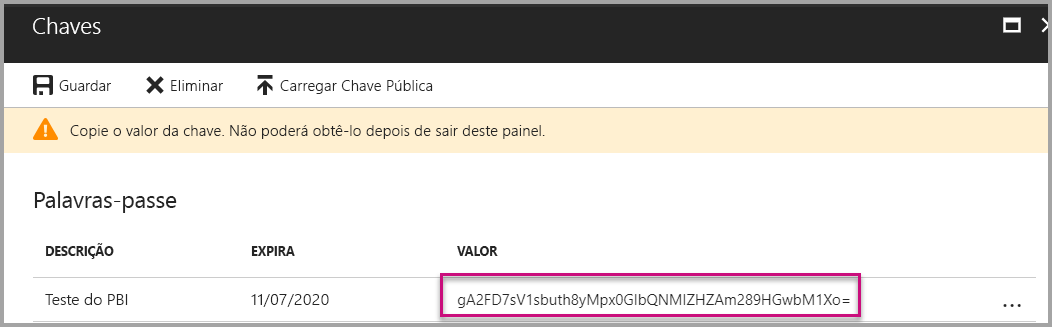 Chaves
Guardar Eliminar Carregar Chave Pública
Copie o valor da chave. Não poderá obtê-lo depois de sair deste painel.
Palavras-passe
DESCRIÇÃO EXPIRA VALOR
Teste do PBI 11/07/2020 gA2FD7sV1sbuth8yMpx0GlbQNMIZHZAm289HGwbM1Xo= ...